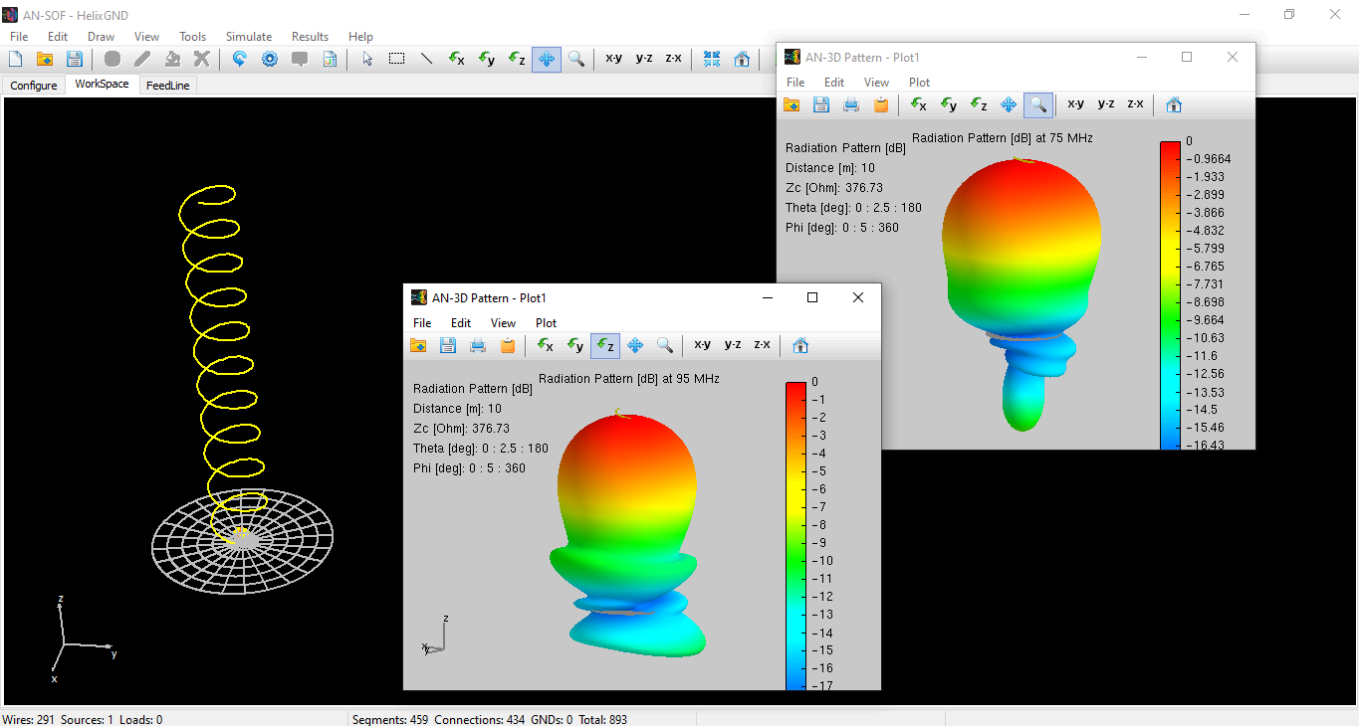 AN-SOF - HelixGND
File Edit Draw View Tools Simulate Results Help
x y z x·y y·z z·x
Configure WorkSpace FeedLine
z
y
x
AN-3D Pattern - Plot1
File Edit View Plot
x y z x·y y·z z·x
Radiation Pattern [dB] at 75 MHz
Radiation Pattern [dB]
Distance [m]: 10
Zc [Ohm]: 376.73
Theta [deg]: 0 : 2.5 : 180
Phi [deg]: 0 : 5 : 360
0
-0.9664
-1.933
-2.899
-3.866
-4.832
-5.799
-6.765
-7.731
-8.698
-9.664
-10.63
-11.6
-12.56
-13.53
-14.5
-15.46
-16.43
AN-3D Pattern - Plot1
File Edit View Plot
x y z x·y y·z z·x
Radiation Pattern [dB] at 95 MHz
Radiation Pattern [dB]
Distance [m]: 10
Zc [Ohm]: 376.73
Theta [deg]: 0 : 2.5 : 180
Phi [deg]: 0 : 5 : 360
0
-1
-2
-3
-4
-5
-6
-7
-8
-9
-10
-11
-12
-13
-14
-15
-16
-17
z
x
y
Wires: 291 Sources: 1 Loads: 0 Segments: 459 Connections: 434 GNDs: 0 Total: 893